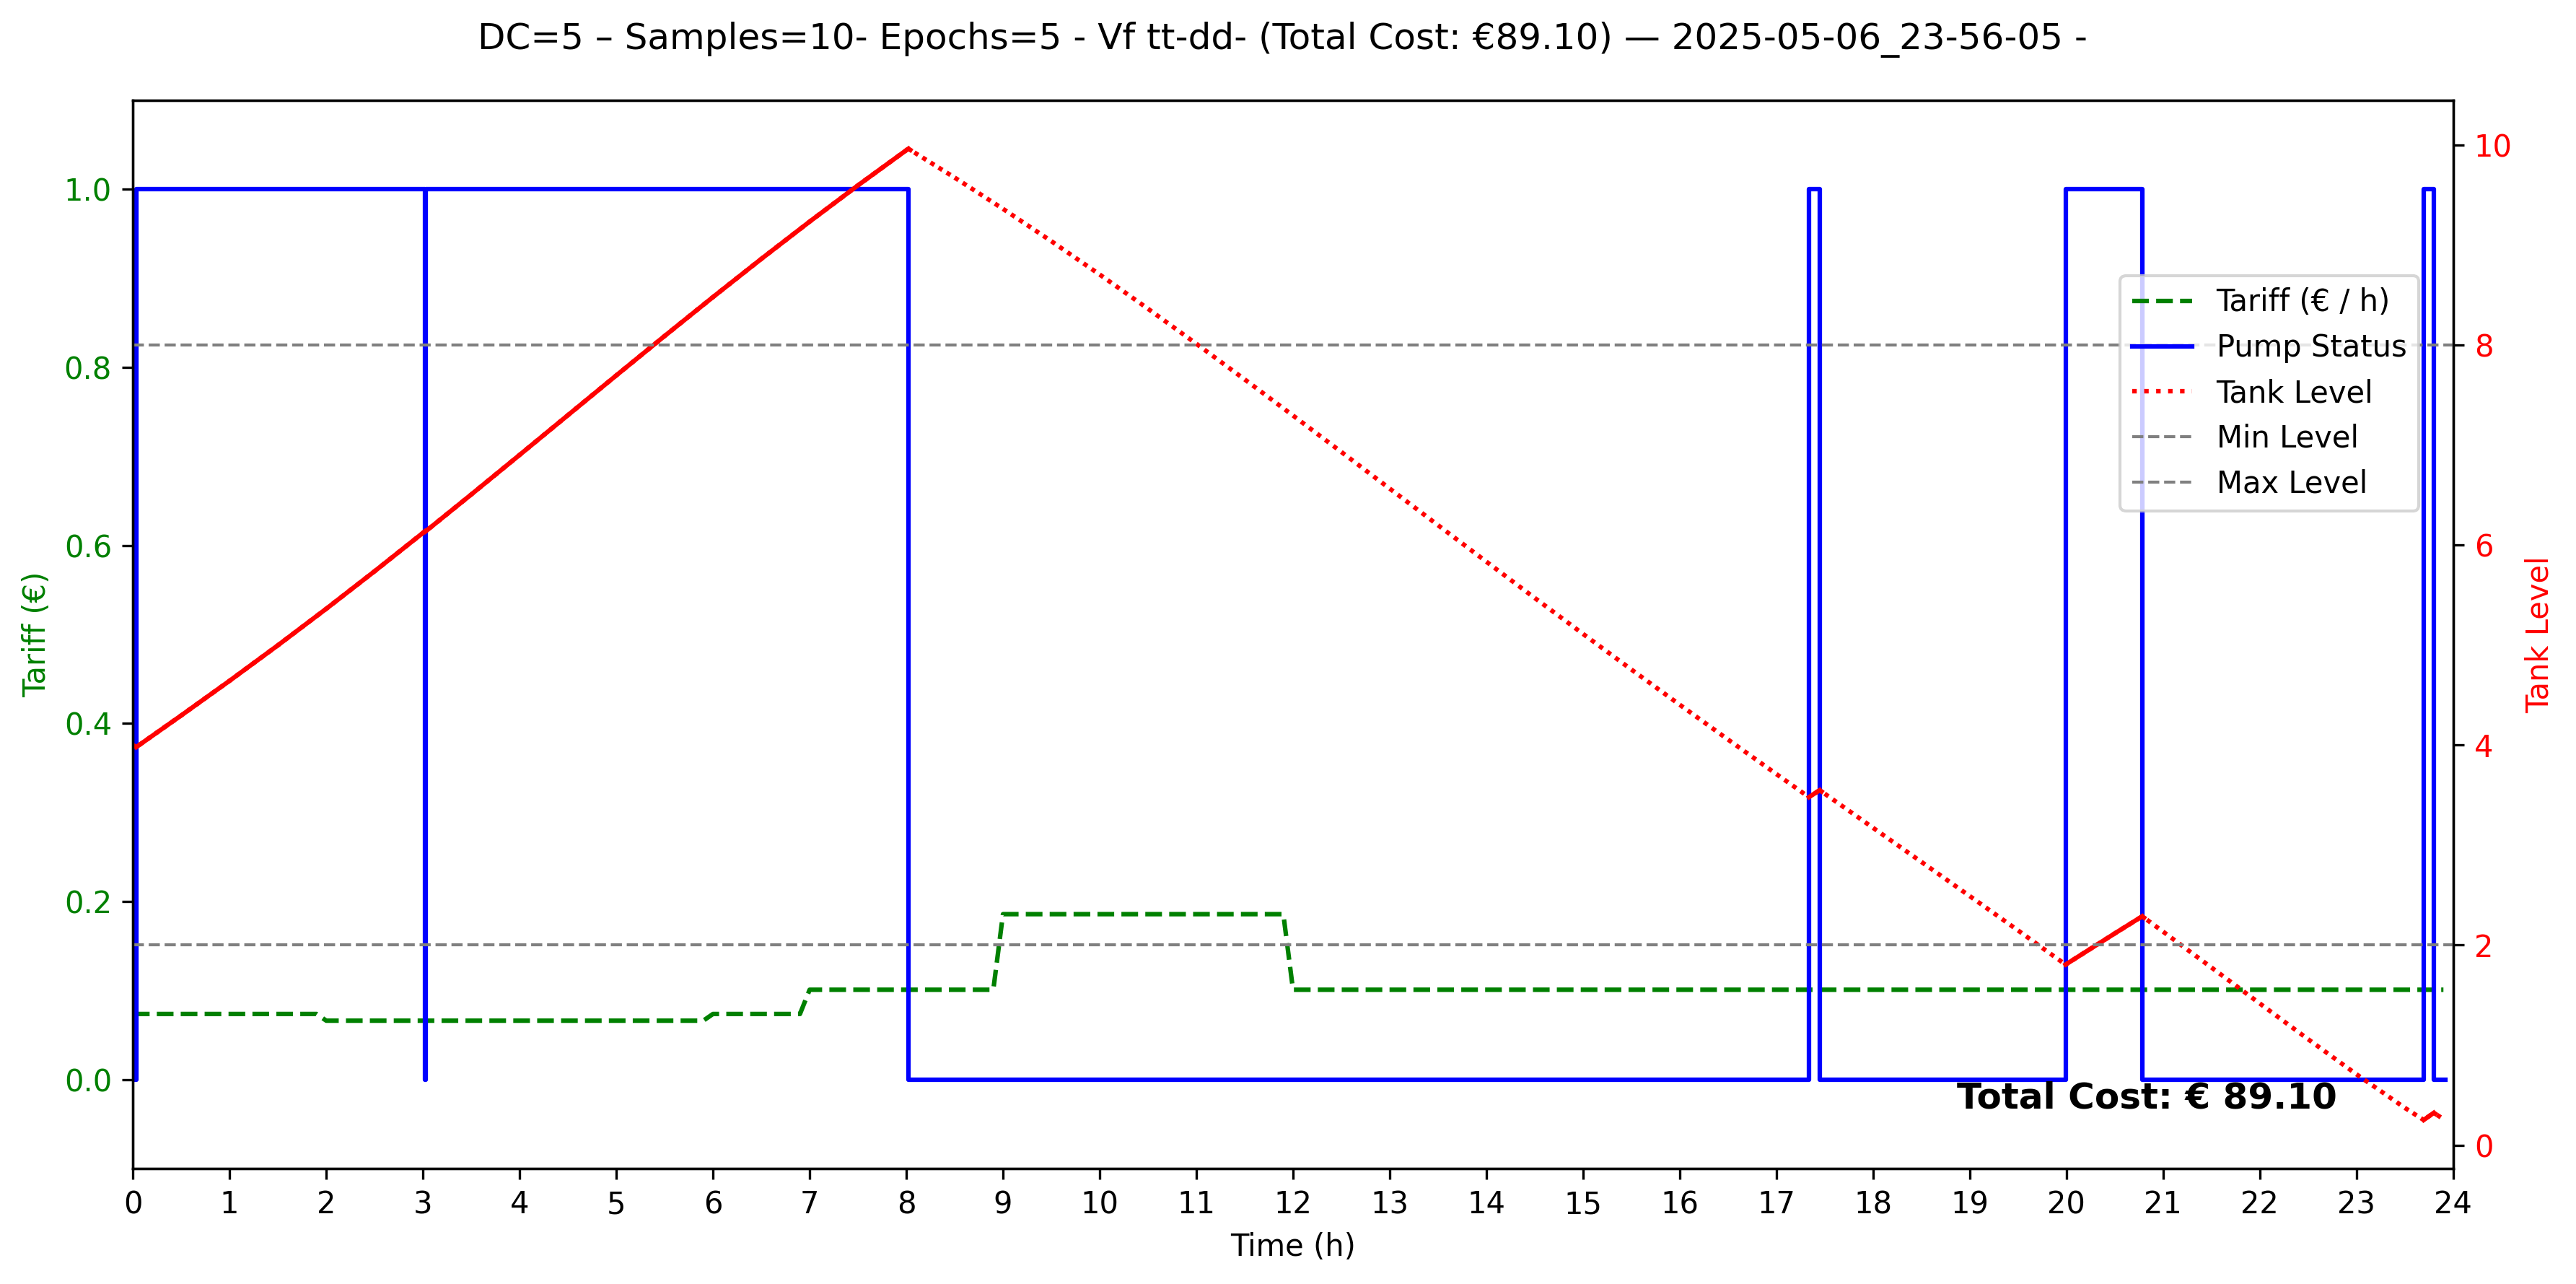 DC=5 – Samples=10- Epochs=5 - Vf tt-dd- (Total Cost: €89.10) — 2025-05-06_23-56-05 -
Tariff (€)
1.0
0.8
0.6
0.4
0.2
0.0
10
8
6
4
2
0
Tank Level
Tariff (€ / h)
Pump Status
Tank Level
Min Level
Max Level
Total Cost: € 89.10
0 1 2 3 4 5 6 7 8 9 10 11 12 13 14 15 16 17 18 19 20 21 22 23 24
Time (h)